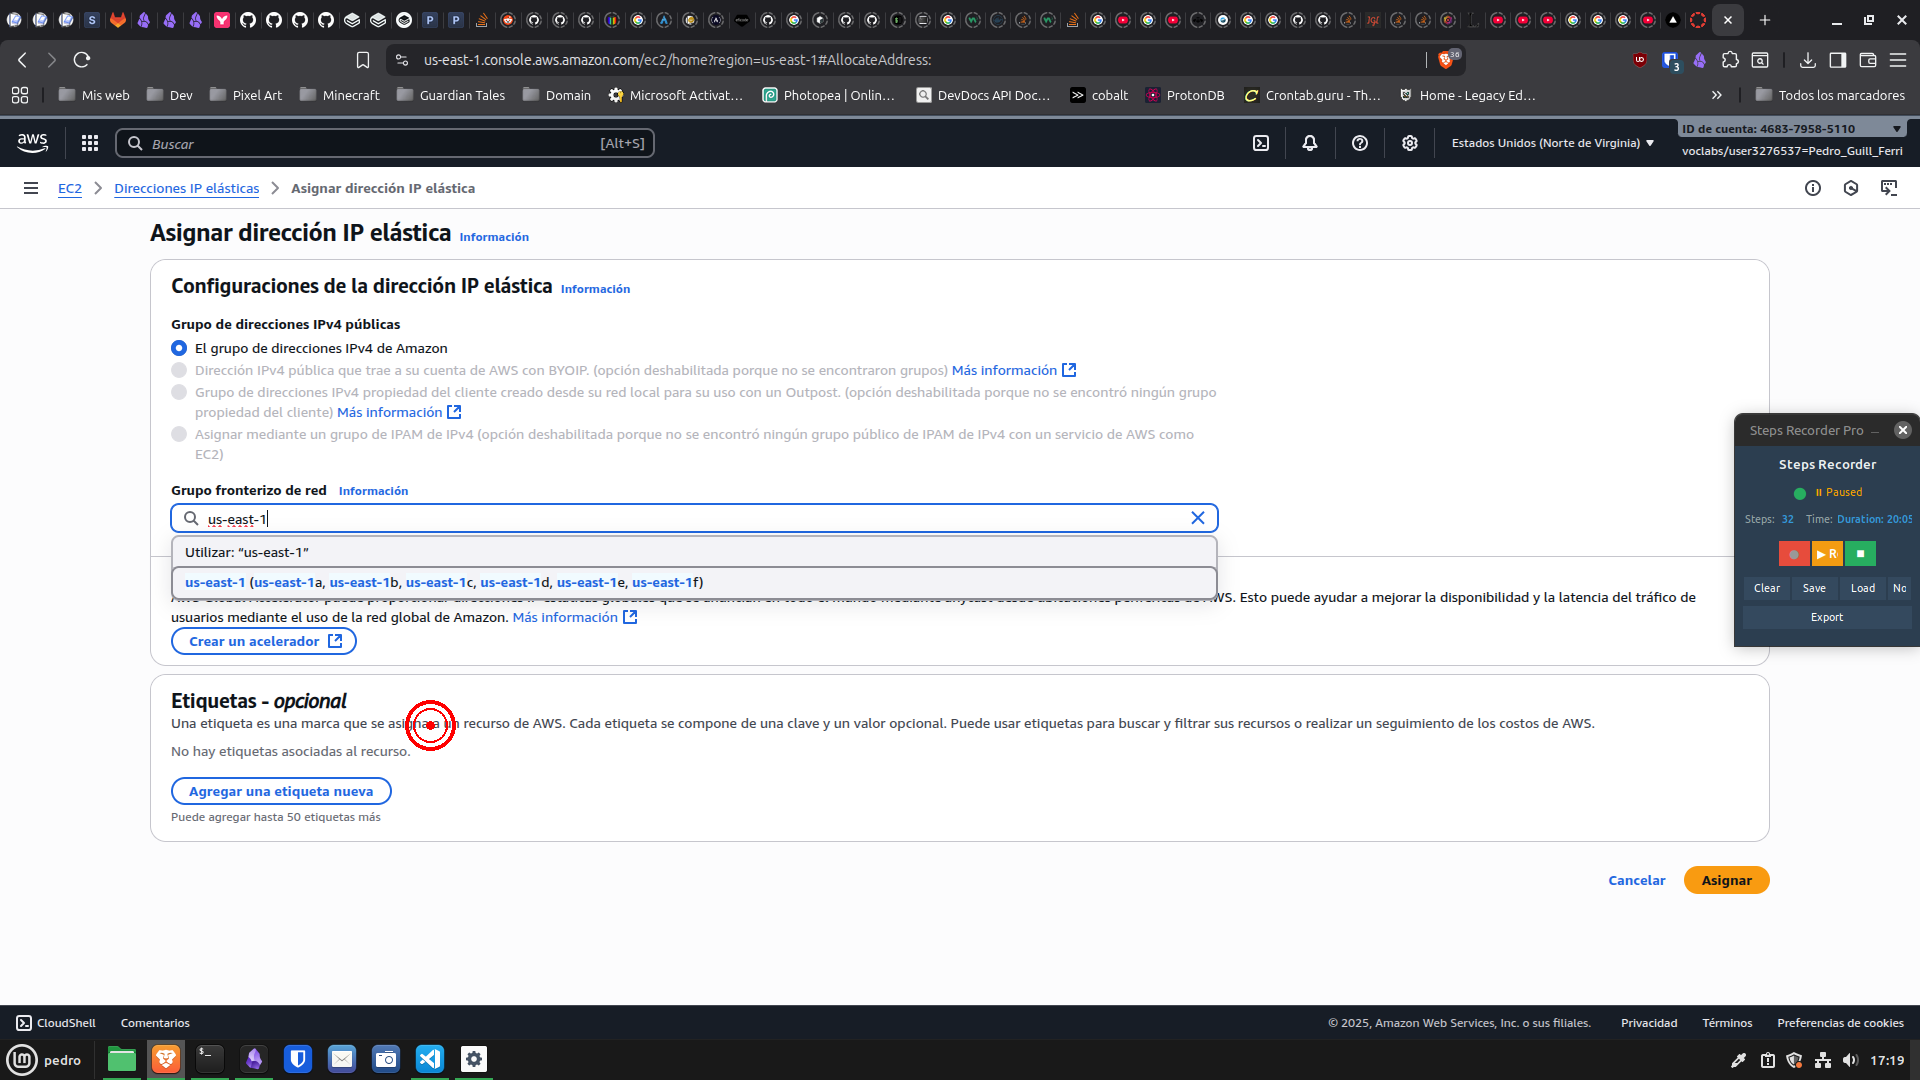 us-east-1.console.aws.amazon.com/ec2/home?region=us-east-1#AllocateAddress:
36
3
Mis web
Dev
Pixel Art
Minecraft
Guardian Tales
Domain
Microsoft Activat...
Photopea | Onlin...
DevDocs API Doc...
cobalt
ProtonDB
Crontab.guru - Th...
Home - Legacy Ed...
Todos los marcadores
aws
Buscar
[Alt+S]
Estados Unidos (Norte de Virginia)
ID de cuenta: 4683-7958-5110
voclabs/user3276537=Pedro_Guill_Ferri
EC2
Direcciones IP elásticas
Asignar dirección IP elástica
Asignar dirección IP elástica Información
Configuraciones de la dirección IP elástica Información
Grupo de direcciones IPv4 públicas
El grupo de direcciones IPv4 de Amazon
Dirección IPv4 pública que trae a su cuenta de AWS con BYOIP. (opción deshabilitada porque no se encontraron grupos) Más información
Grupo de direcciones IPv4 propiedad del cliente creado desde su red local para su uso con un Outpost. (opción deshabilitada porque no se encontró ningún grupo
propiedad del cliente) Más información
Asignar mediante un grupo de IPAM de IPv4 (opción deshabilitada porque no se encontró ningún grupo público de IPAM de IPv4 con un servicio de AWS como
EC2)
Grupo fronterizo de red Información
us-east-1
Utilizar: “us-east-1”
us-east-1 (us-east-1a, us-east-1b, us-east-1c, us-east-1d, us-east-1e, us-east-1f)
WS. Esto puede ayudar a mejorar la disponibilidad y la latencia del tráfico de
usuarios mediante el uso de la red global de Amazon. Más información
Crear un acelerador
Etiquetas - opcional
Una etiqueta es una marca que se asigna a un recurso de AWS. Cada etiqueta se compone de una clave y un valor opcional. Puede usar etiquetas para buscar y filtrar sus recursos o realizar un seguimiento de los costos de AWS.
No hay etiquetas asociadas al recurso.
Agregar una etiqueta nueva
Puede agregar hasta 50 etiquetas más
Cancelar
Asignar
Steps Recorder Pro
Steps Recorder
Paused
Steps: 32 Time: Duration: 20:05
R
Clear
Save
Load
No
Export
CloudShell
Comentarios
© 2025, Amazon Web Services, Inc. o sus filiales.
Privacidad
Términos
Preferencias de cookies
pedro
17:19